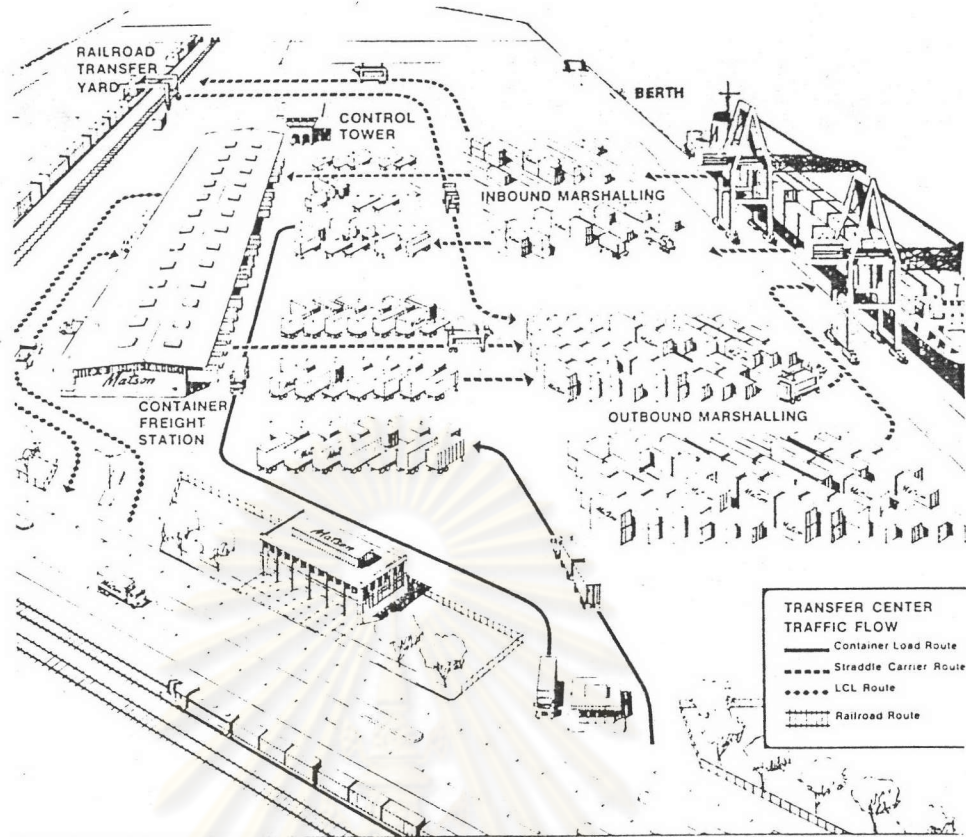 RAILROAD
TRANSFER
YARD
CONTROL
TOWER
BERTH
INBOUND MARSHALLING
Matson
CONTAINER
FREIGHT
STATION
OUTBOUND MARSHALLING
Matson
TRANSFER CENTER
TRAFFIC FLOW
Container Load Route
Straddle Carrier Route
LCL Route
Railroad Route